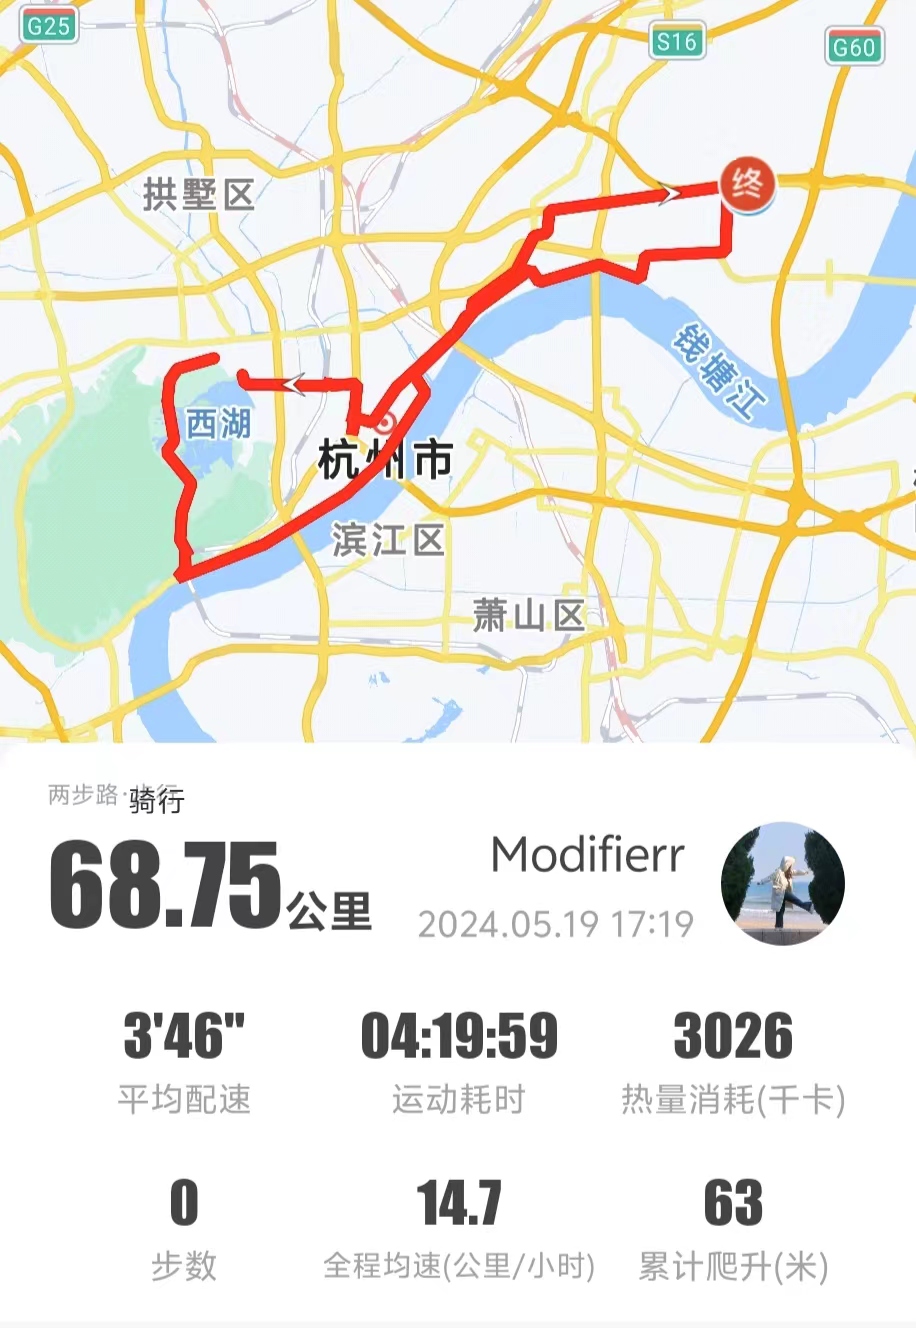 G25
S16
G60
拱墅区
终
钱塘江
西湖
杭州市
滨江区
萧山区
两步路·
骑行
68.75公里
Modifierr
2024.05.19 17:19
3'46" 04:19:59 3026
平均配速 运动耗时 热量消耗(千卡)
0 14.7 63
步数 全程均速(公里/小时) 累计爬升(米)